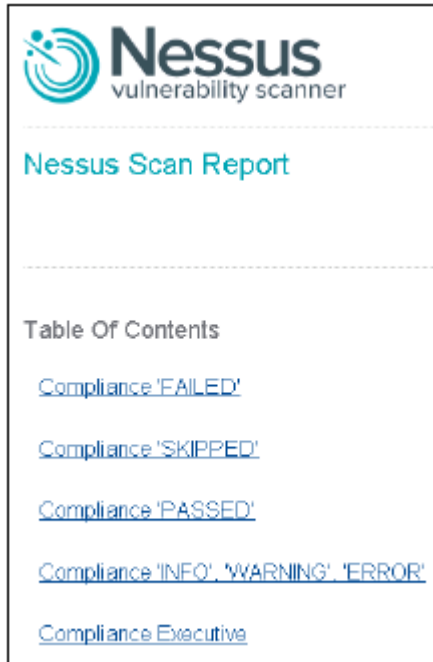 Nessus
vulnerability scanner
Nessus Scan Report
Table Of Contents
Compliance 'FAILED'
Compliance 'SKIPPED'
Compliance 'PASSED'
Compliance 'INFO', 'WARNING', 'ERROR'
Compliance Executive